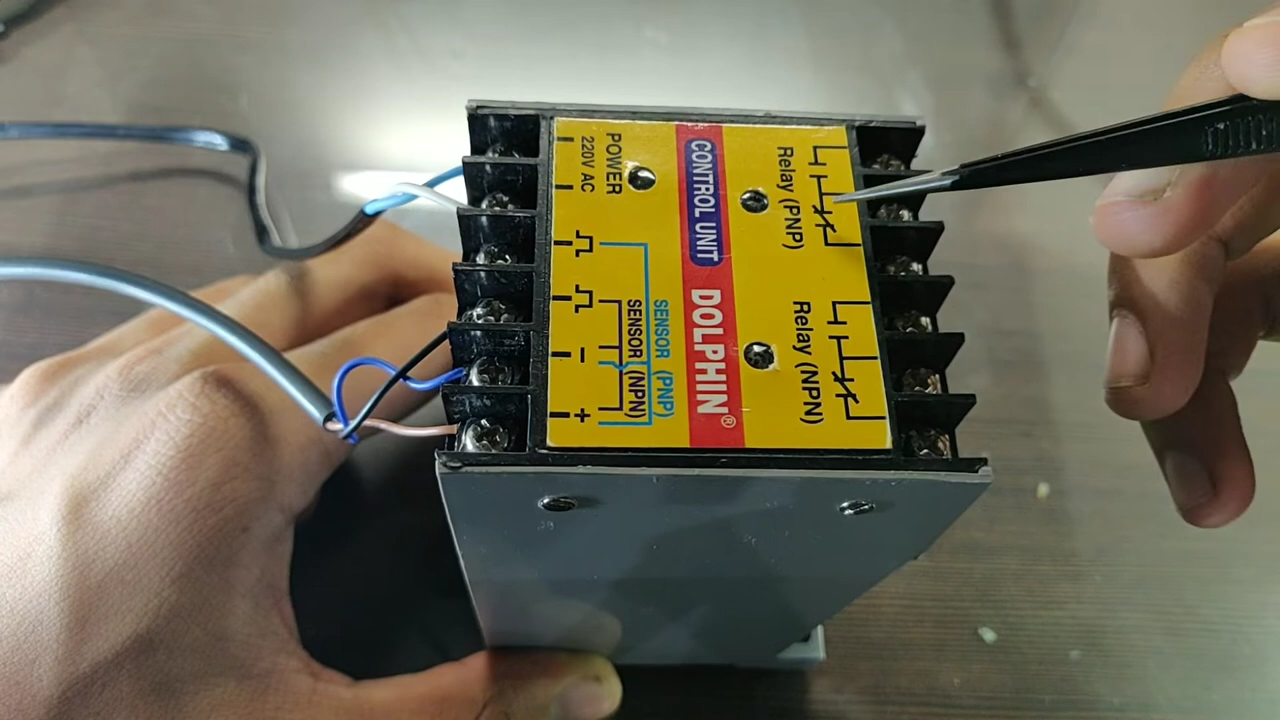 POWER
220V AC
SENSOR (PNP)
SENSOR (NPN)
- +
CONTROL UNIT
DOLPHIN®
Relay (PNP)
Relay (NPN)